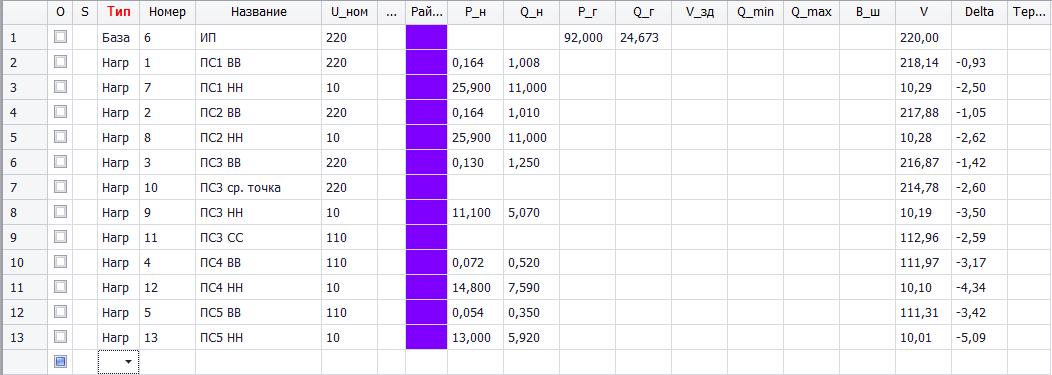 O S Тип Номер Название U_ном ... Рай... P_н Q_н P_г Q_г V_зд Q_min Q_max B_ш V Delta Тер...
1 База 6 ИП 220 92,000 24,673 220,00
2 Нагр 1 ПС1 ВВ 220 0,164 1,008 218,14 -0,93
3 Нагр 7 ПС1 НН 10 25,900 11,000 10,29 -2,50
4 Нагр 2 ПС2 ВВ 220 0,164 1,010 217,88 -1,05
5 Нагр 8 ПС2 НН 10 25,900 11,000 10,28 -2,62
6 Нагр 3 ПС3 ВВ 220 0,130 1,250 216,87 -1,42
7 Нагр 10 ПС3 ср. точка 220 214,78 -2,60
8 Нагр 9 ПС3 НН 10 11,100 5,070 10,19 -3,50
9 Нагр 11 ПС3 СС 110 112,96 -2,59
10 Нагр 4 ПС4 ВВ 110 0,072 0,520 111,97 -3,17
11 Нагр 12 ПС4 НН 10 14,800 7,590 10,10 -4,34
12 Нагр 5 ПС5 ВВ 110 0,054 0,350 111,31 -3,42
13 Нагр 13 ПС5 НН 10 13,000 5,920 10,01 -5,09